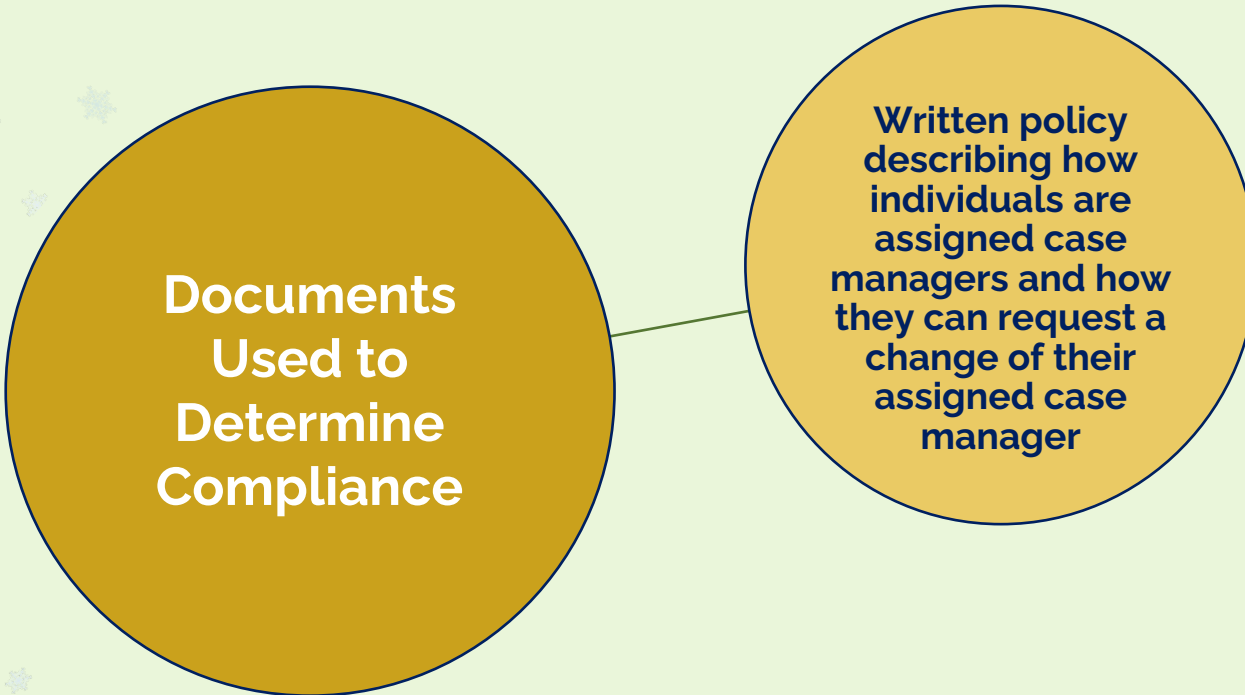 Documents
Used to
Determine
Compliance
Written policy
describing how
individuals are
assigned case
managers and how
they can request a
change of their
assigned case
manager